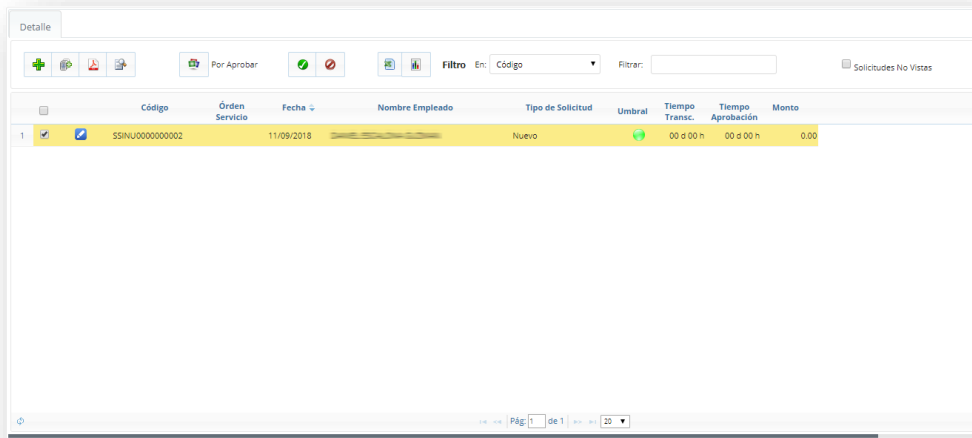 Detalle
Por Aprobar Filtro En: Código Filtrar: Solicitudes No Vistas
Código Órden Servicio Fecha Nombre Empleado Tipo de Solicitud Umbral Tiempo Transc. Tiempo Aprobación Monto
1 SSINU0000000002 11/09/2018 Nuevo 00 d 00 h 00 d 00 h 0.00
Pág: 1 de 1 20